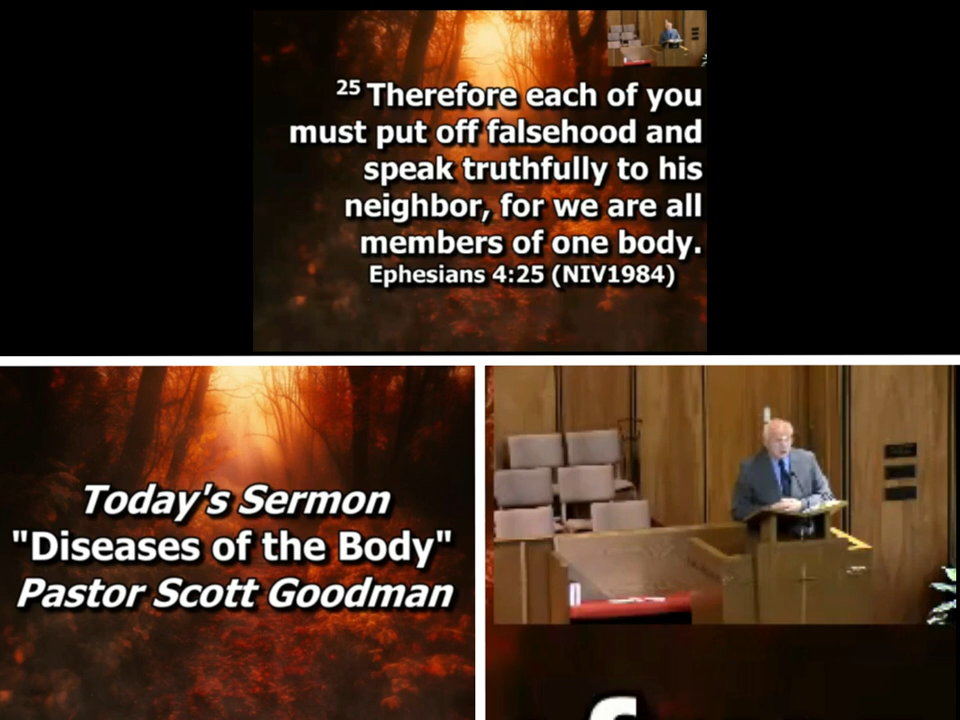 25 Therefore each of you
must put off falsehood and
speak truthfully to his
neighbor, for we are all
members of one body.
Ephesians 4:25 (NIV1984)
Today's Sermon
"Diseases of the Body"
Pastor Scott Goodman